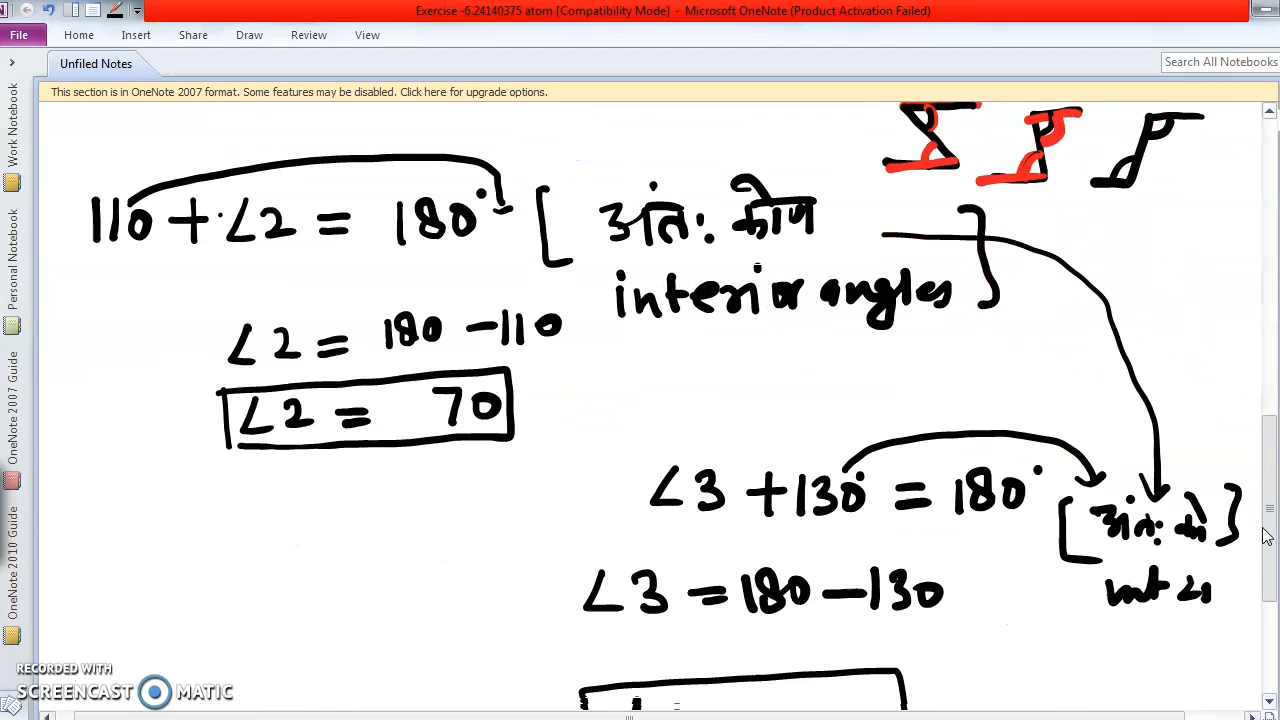 Exercise -6.24140375 atom [Compatibility Mode] - Microsoft OneNote (Product Activation Failed)
File Home Insert Share Draw Review View
Unfiled Notes
Search All Notebooks
This section is in OneNote 2007 format. Some features may be disabled. Click here for upgrade options.
Work Notebook
Personal Notebook
OneNote 2007 Guide
OneNote 2010 Guide
Unfiled Notes
110 + ∠2 = 180° [ अंत: कोण
interior angles ]
∠2 = 180 - 110
∠2 = 70
∠3 + 130° = 180° [ अंत: को ]
int ∠s
∠3 = 180 - 130
RECORDED WITH
SCREENCAST MATIC